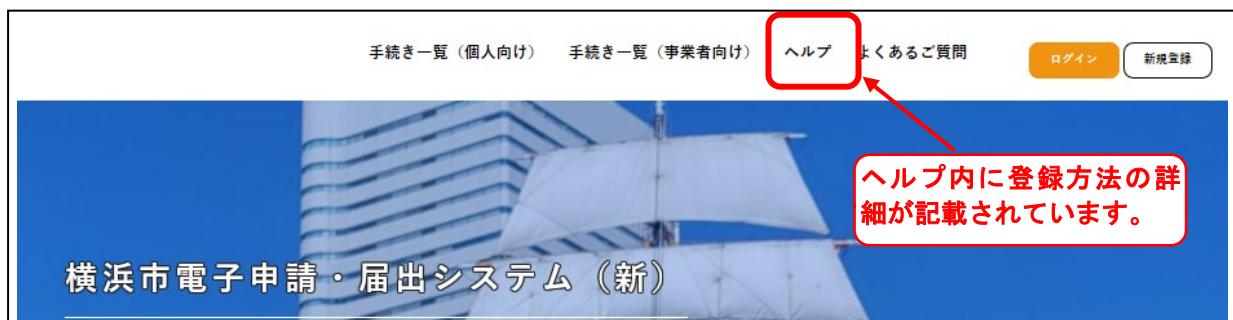 手続き一覧（個人向け） 手続き一覧（事業者向け） ヘルプ よくあるご質問 ログイン 新規登録
ヘルプ内に登録方法の詳
細が記載されています。
横浜市電子申請・届出システム（新）